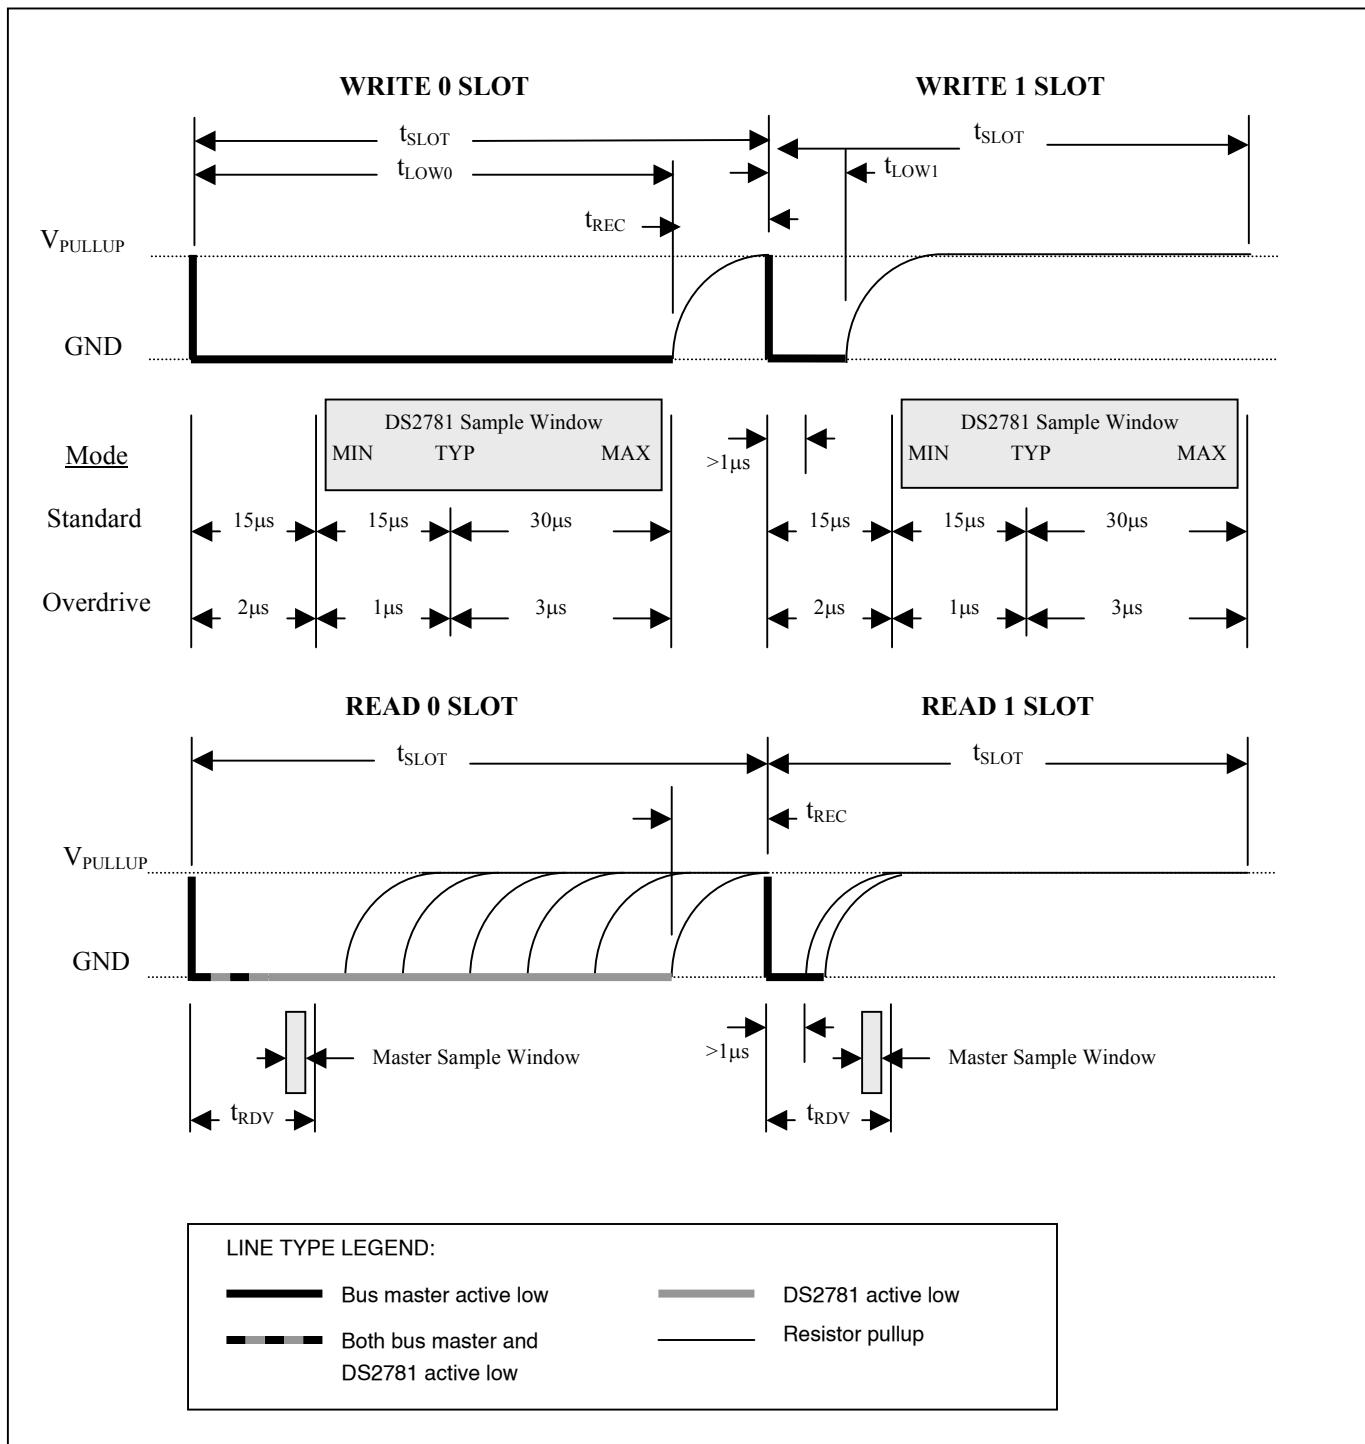 WRITE 0 SLOT WRITE 1 SLOT
tSLOT tSLOT
tLOW0 tLOW1
tREC
VPULLUP
GND
DS2781 Sample Window DS2781 Sample Window
Mode MIN TYP MAX >1μs MIN TYP MAX
Standard 15μs 15μs 30μs 15μs 15μs 30μs
Overdrive 2μs 1μs 3μs 2μs 1μs 3μs
READ 0 SLOT READ 1 SLOT
tSLOT tSLOT
tREC
VPULLUP
GND
>1μs
Master Sample Window Master Sample Window
tRDV tRDV
LINE TYPE LEGEND:
Bus master active low DS2781 active low
Both bus master and Resistor pullup
DS2781 active low